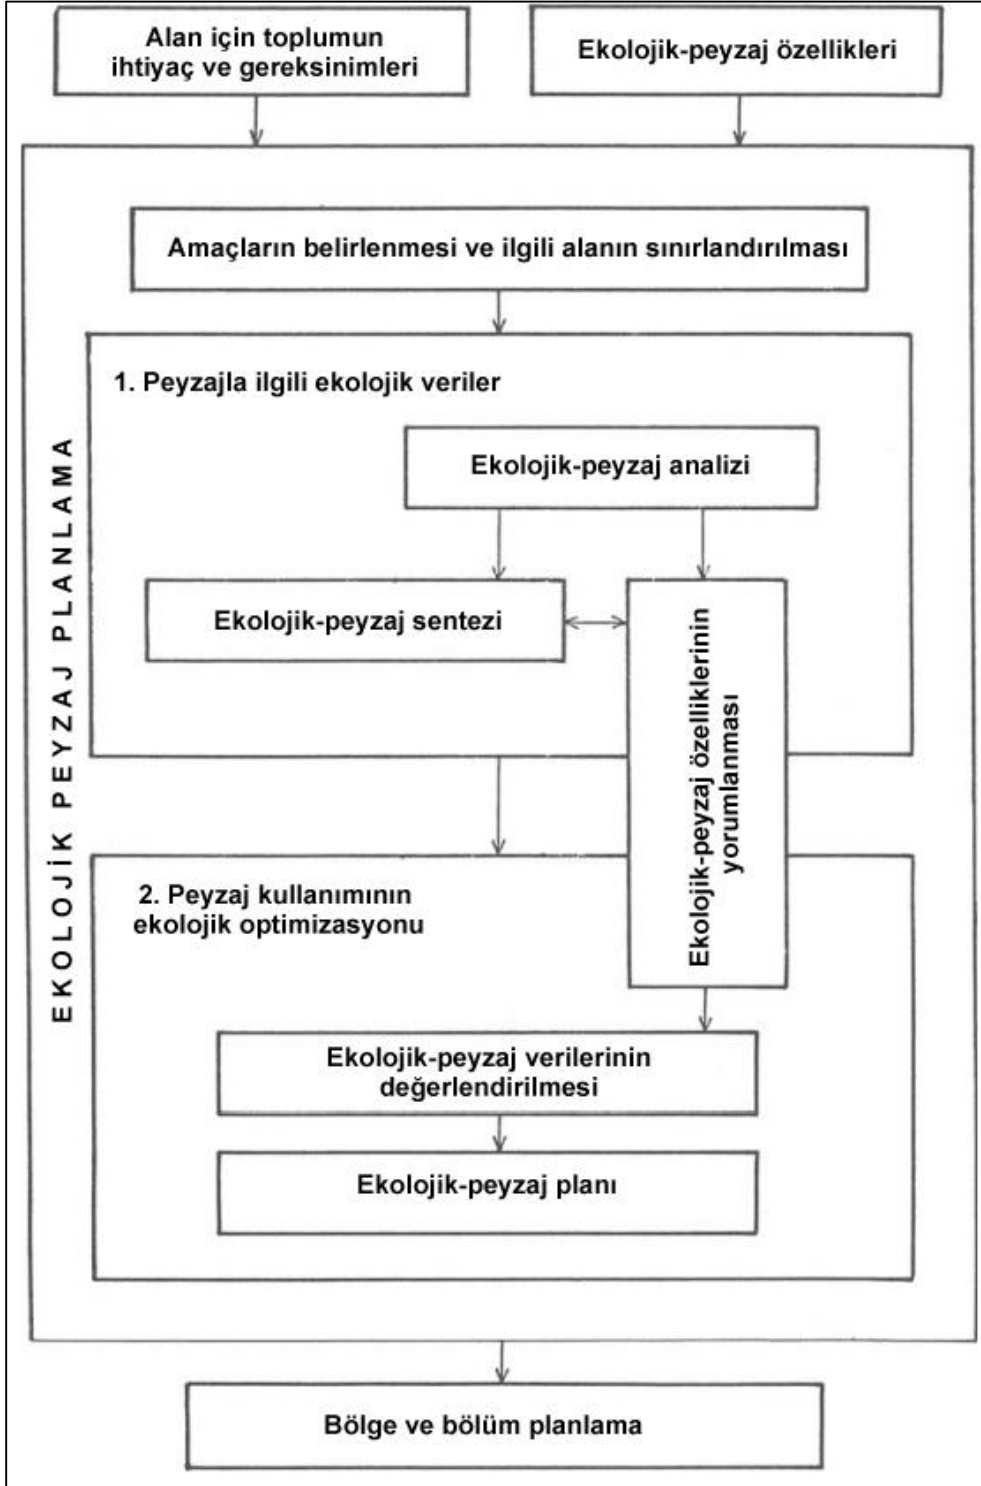 Alan için toplumun
ihtiyaç ve gereksinimleri
Ekolojik-peyzaj özellikleri
EKOLOJİK PEYZAJ PLANLAMA
Amaçların belirlenmesi ve ilgili alanın sınırlandırılması
1. Peyzajla ilgili ekolojik veriler
Ekolojik-peyzaj analizi
Ekolojik-peyzaj sentezi
Ekolojik-peyzaj özelliklerinin
yorumlanması
2. Peyzaj kullanımının
ekolojik optimizasyonu
Ekolojik-peyzaj verilerinin
değerlendirilmesi
Ekolojik-peyzaj planı
Bölge ve bölüm planlama